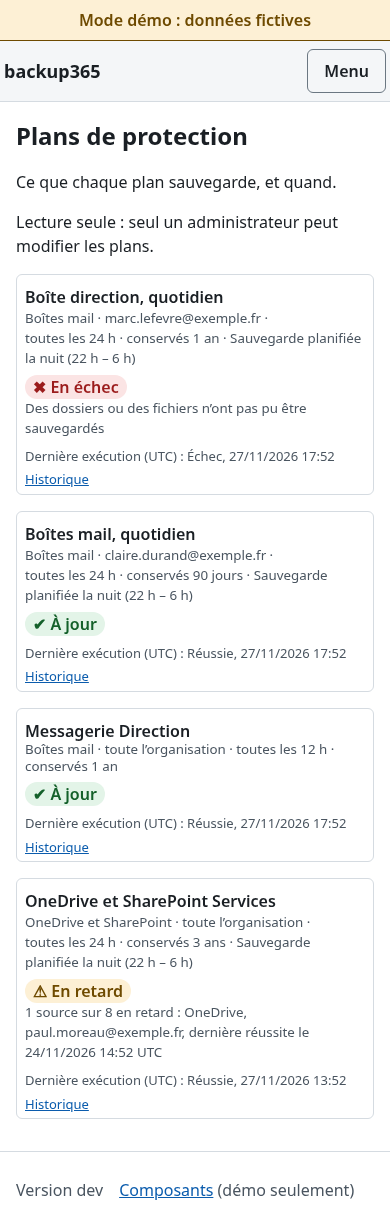 Mode démo : données fictives
backup365
Menu
Plans de protection
Ce que chaque plan sauvegarde, et quand.
Lecture seule : seul un administrateur peut
modifier les plans.
Boîte direction, quotidien
Boîtes mail · marc.lefevre@exemple.fr ·
toutes les 24 h · conservés 1 an · Sauvegarde planifiée
la nuit (22 h – 6 h)
✖ En échec
Des dossiers ou des fichiers n’ont pas pu être
sauvegardés
Dernière exécution (UTC) : Échec, 27/11/2026 17:52
Historique
Boîtes mail, quotidien
Boîtes mail · claire.durand@exemple.fr ·
toutes les 24 h · conservés 90 jours · Sauvegarde
planifiée la nuit (22 h – 6 h)
✔ À jour
Dernière exécution (UTC) : Réussie, 27/11/2026 17:52
Historique
Messagerie Direction
Boîtes mail · toute l’organisation · toutes les 12 h ·
conservés 1 an
✔ À jour
Dernière exécution (UTC) : Réussie, 27/11/2026 17:52
Historique
OneDrive et SharePoint Services
OneDrive et SharePoint · toute l’organisation ·
toutes les 24 h · conservés 3 ans · Sauvegarde
planifiée la nuit (22 h – 6 h)
⚠ En retard
1 source sur 8 en retard : OneDrive,
paul.moreau@exemple.fr, dernière réussite le
24/11/2026 14:52 UTC
Dernière exécution (UTC) : Réussie, 27/11/2026 13:52
Historique
Version dev Composants (démo seulement)